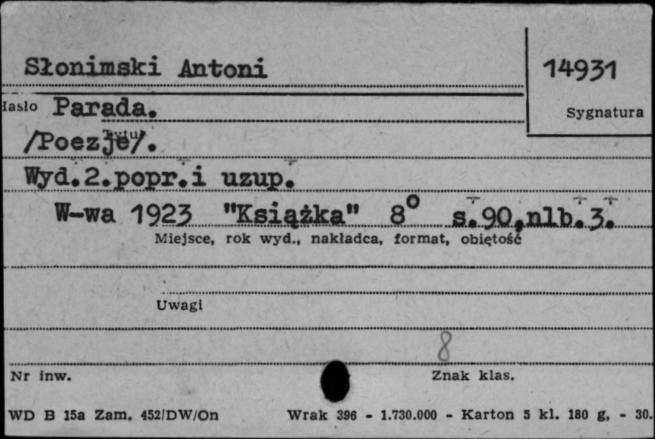 Słonimski Antoni
14931
Hasło Parada.
Sygnatura
/Poezje/.
Wyd.2.popr.i uzup.
W-wa 1923 "Książka" 8° s.90,nlb.3.
Miejsce, rok wyd., nakładca, format, objętość
Uwagi
8
Nr inw.
Znak klas.
WD B 15a Zam. 452/DW/On
Wrak 396 - 1.730.000 - Karton 5 kl. 180 g. - 30.